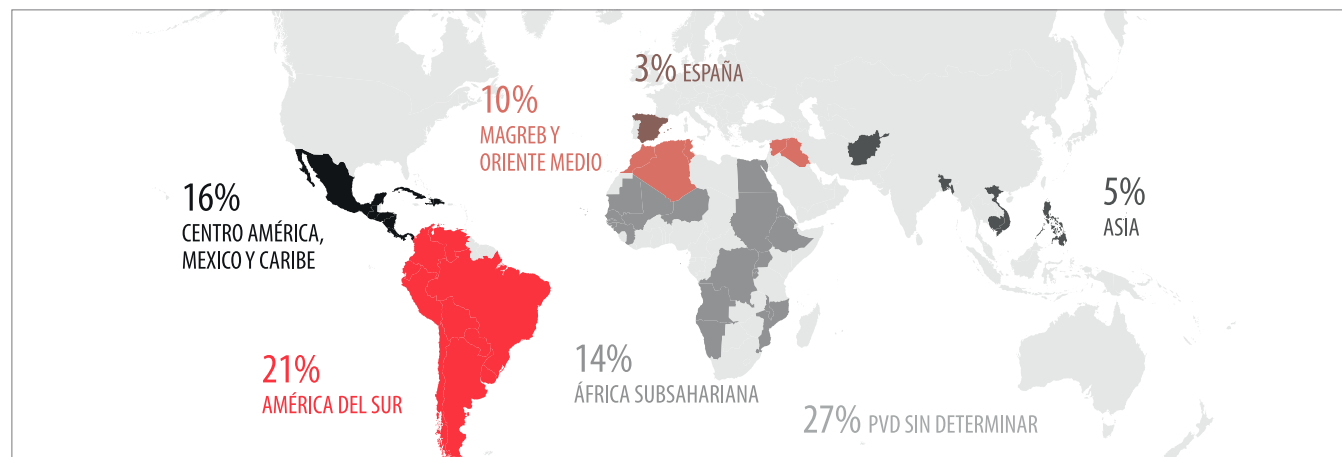 3% ESPAÑA
10%
MAGREB Y
ORIENTE MEDIO
16%
CENTRO AMÉRICA,
MEXICO Y CARIBE
5%
ASIA
21%
AMÉRICA DEL SUR
14%
ÁFRICA SUBSAHARIANA
27% PVD SIN DETERMINAR